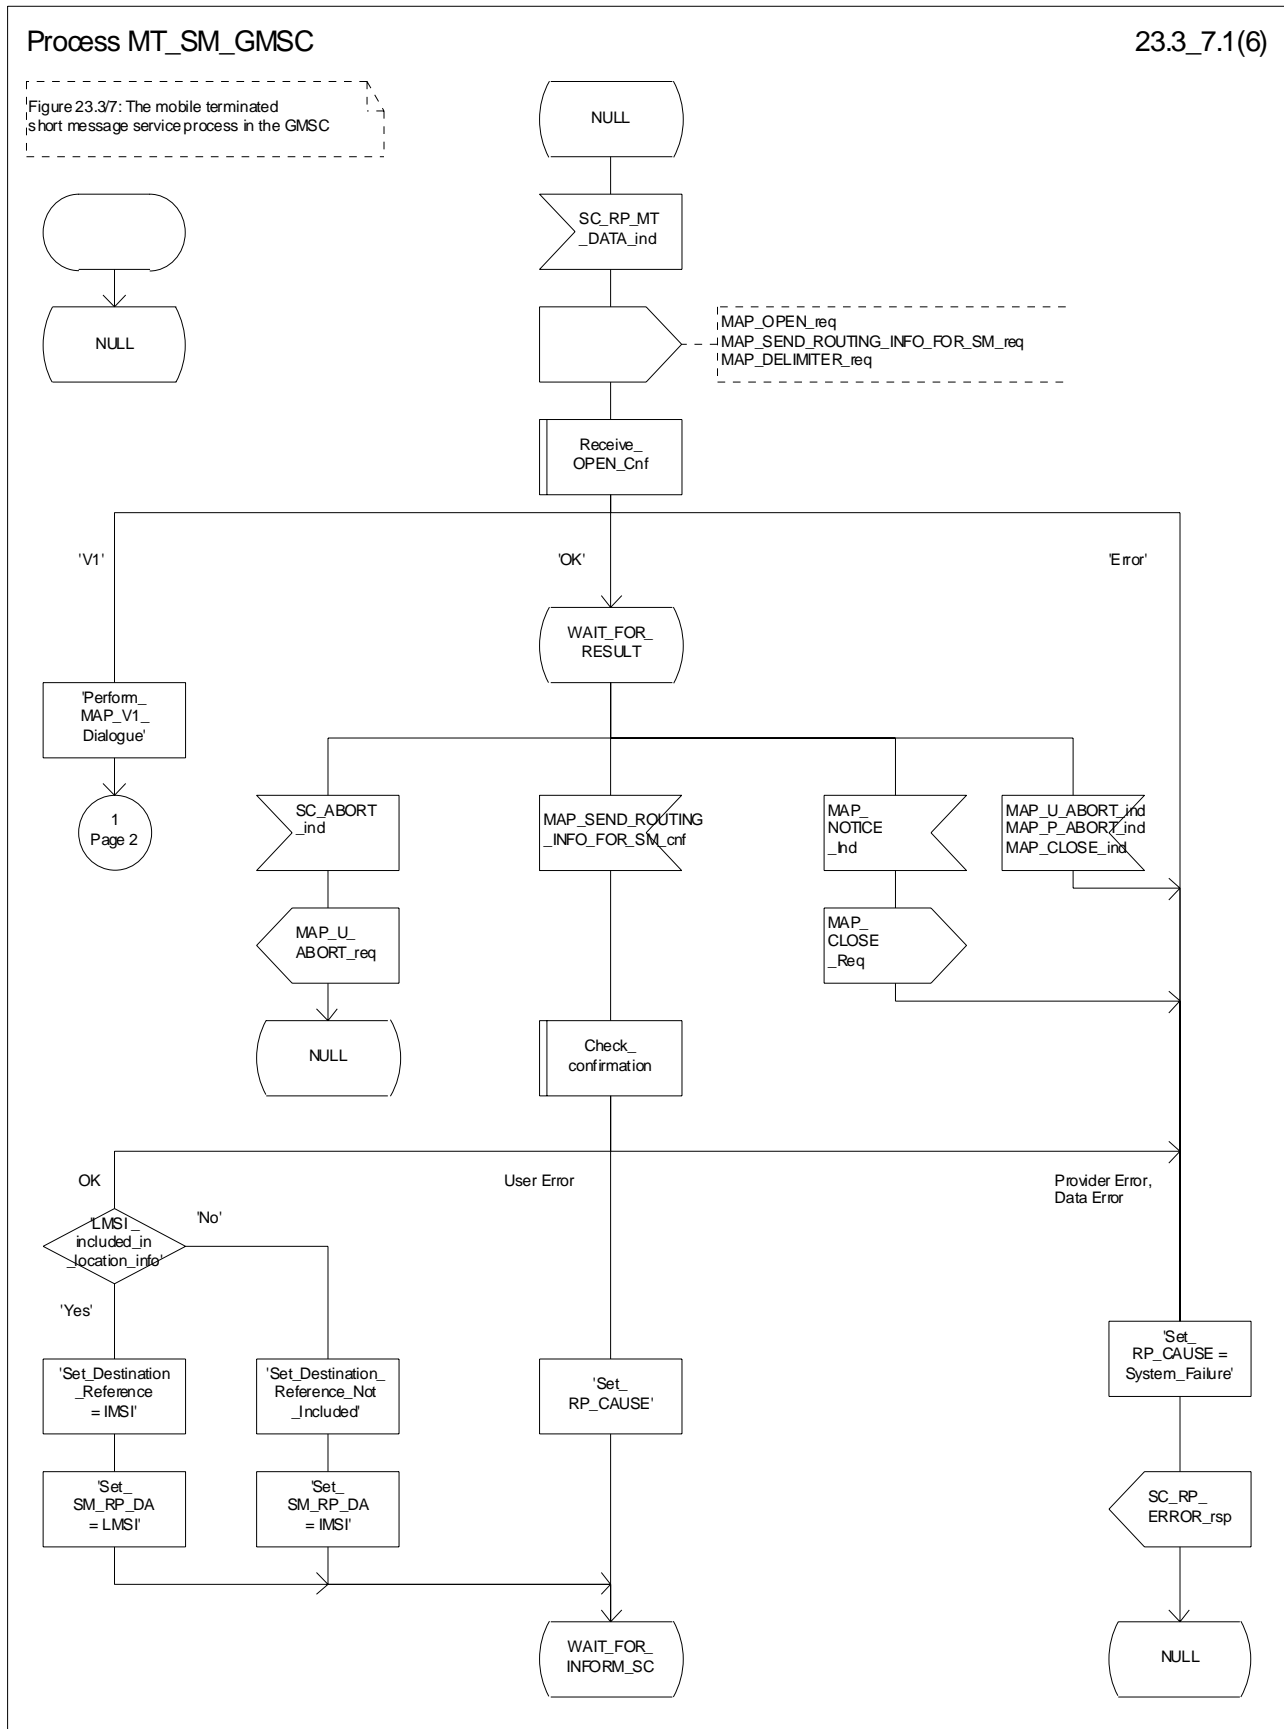 Process MT_SM_GMSC
23.3_7.1(6)
Figure 23.3/7: The mobile terminated
short message service process in the GMSC
NULL
SC_RP_MT
_DATA_ind
NULL
MAP_OPEN_req
MAP_SEND_ROUTING_INFO_FOR_SM_req
MAP_DELIMITER_req
Receive_
OPEN_Cnf
'V1'
'OK'
'Error'
WAIT_FOR_
RESULT
'Perform_
MAP_V1_
Dialogue'
1
Page 2
SC_ABORT
_ind
MAP_SEND_ROUTING
_INFO_FOR_SM_cnf
MAP_
NOTICE
_Ind
MAP_U_ABORT_ind
MAP_P_ABORT_ind
MAP_CLOSE_ind
MAP_U_
ABORT_req
MAP_
CLOSE
_Req
NULL
Check_
confirmation
OK
User Error
Provider Error,
Data Error
'LMSI_
included_in
_location_info'
'No'
'Yes'
'Set_Destination
_Reference
= IMSI'
'Set_Destination_
Reference_Not
_Included'
'Set_
RP_CAUSE'
'Set_
RP_CAUSE =
System_Failure'
'Set_
SM_RP_DA
= LMSI'
'Set_
SM_RP_DA
= IMSI'
SC_RP_
ERROR_rsp
WAIT_FOR_
INFORM_SC
NULL